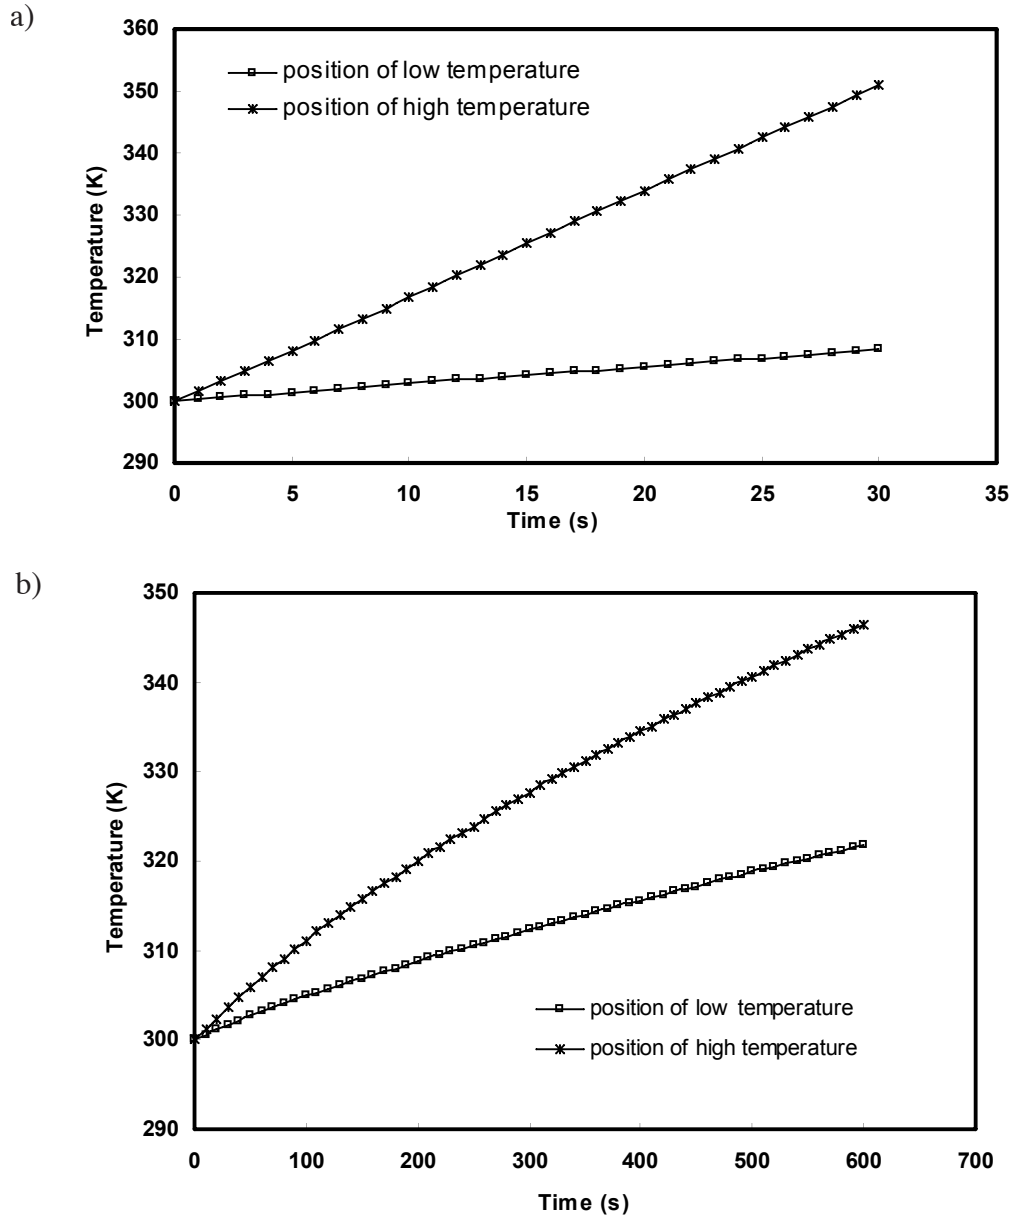 a)
360
350
340
330
320
310
300
290
Temperature (K)
position of low temperature
position of high temperature
0 5 10 15 20 25 30 35
Time (s)
b)
350
340
330
320
310
300
290
Temperature (K)
position of low temperature
position of high temperature
0 100 200 300 400 500 600 700
Time (s)